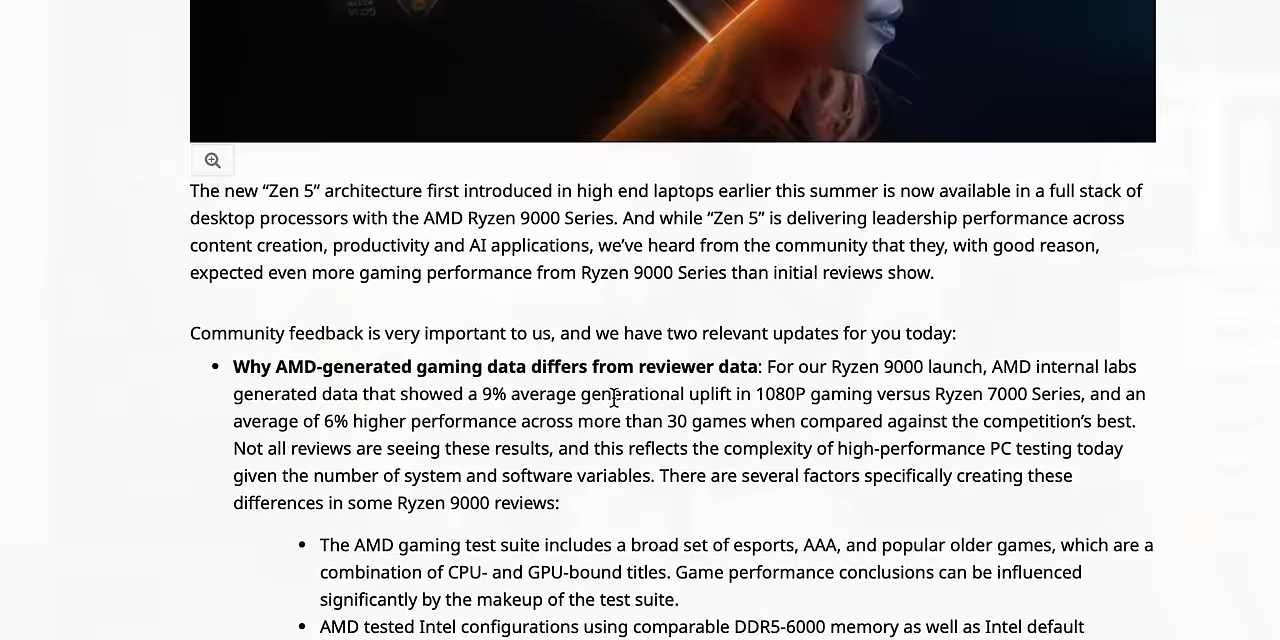 The new “Zen 5” architecture first introduced in high end laptops earlier this summer is now available in a full stack of
desktop processors with the AMD Ryzen 9000 Series. And while “Zen 5” is delivering leadership performance across
content creation, productivity and AI applications, we’ve heard from the community that they, with good reason,
expected even more gaming performance from Ryzen 9000 Series than initial reviews show.
Community feedback is very important to us, and we have two relevant updates for you today:
• Why AMD-generated gaming data differs from reviewer data: For our Ryzen 9000 launch, AMD internal labs
generated data that showed a 9% average generational uplift in 1080P gaming versus Ryzen 7000 Series, and an
average of 6% higher performance across more than 30 games when compared against the competition’s best.
Not all reviews are seeing these results, and this reflects the complexity of high-performance PC testing today
given the number of system and software variables. There are several factors specifically creating these
differences in some Ryzen 9000 reviews:
• The AMD gaming test suite includes a broad set of esports, AAA, and popular older games, which are a
combination of CPU- and GPU-bound titles. Game performance conclusions can be influenced
significantly by the makeup of the test suite.
• AMD tested Intel configurations using comparable DDR5-6000 memory as well as Intel default